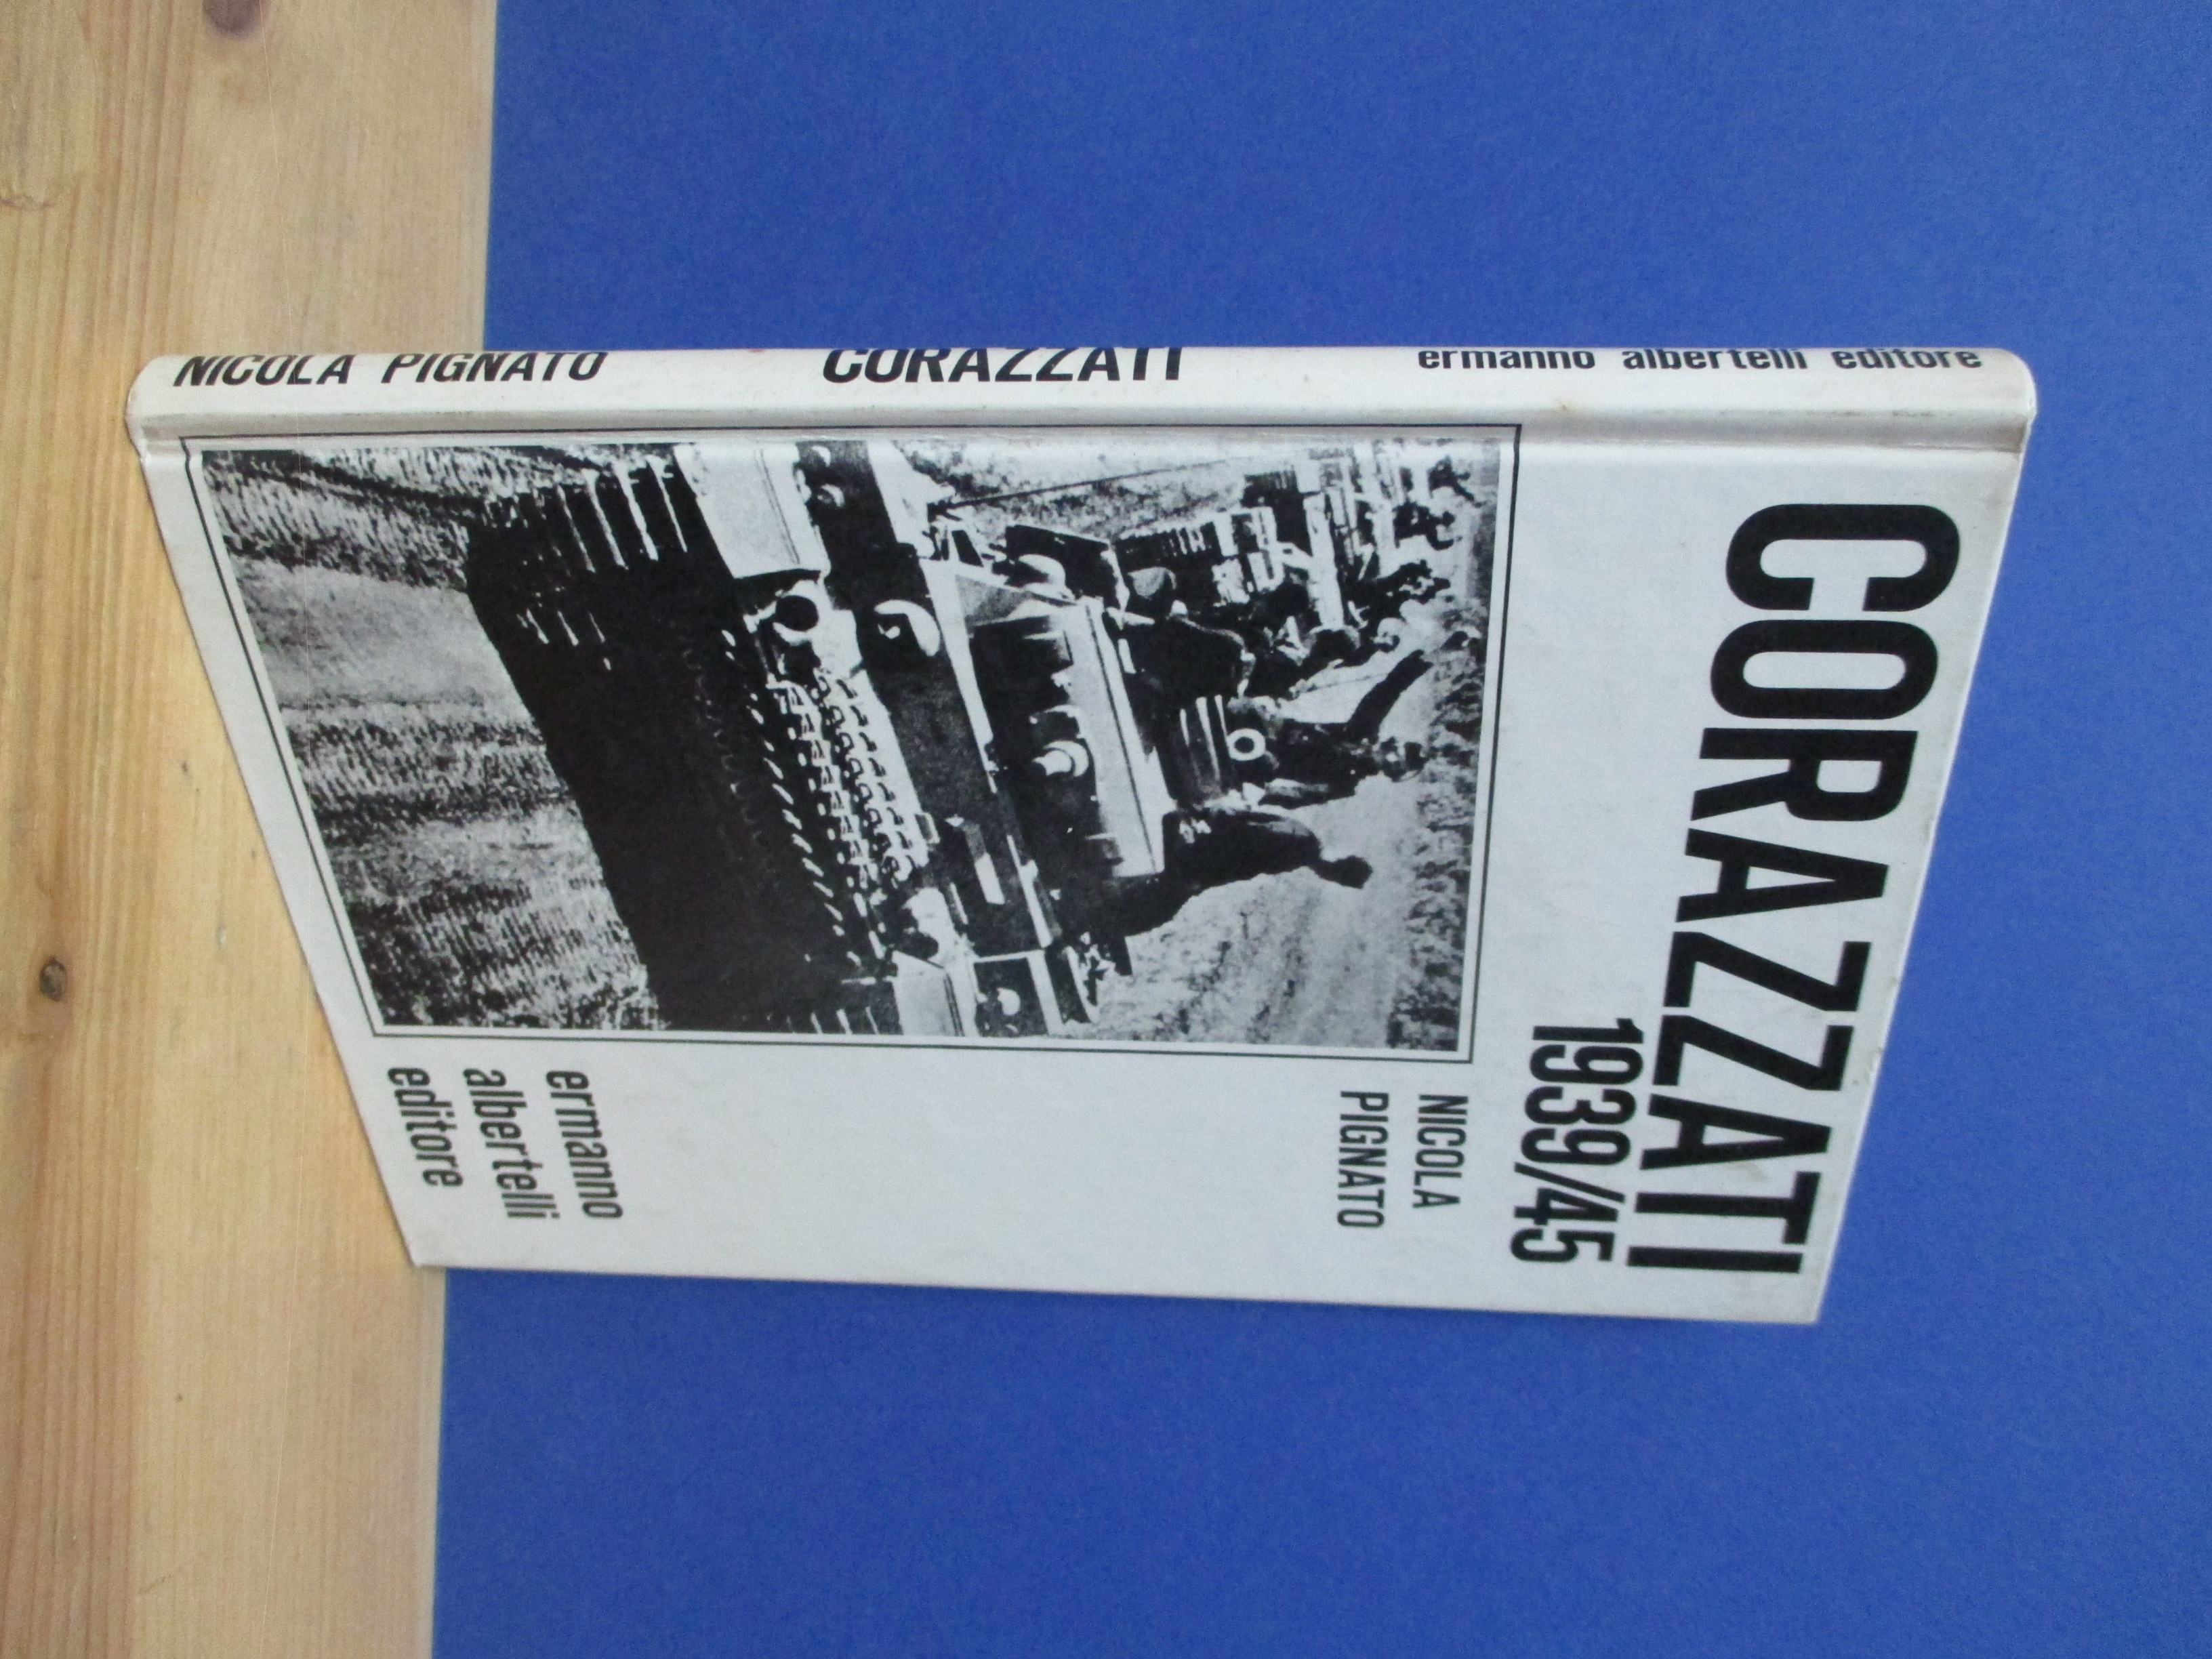 CORAZZATI
1939/45
NICOLA
PIGNATO
ermanno
albertelli
editore
NICOLA PIGNATO CORAZZATI ermanno albertelli editore